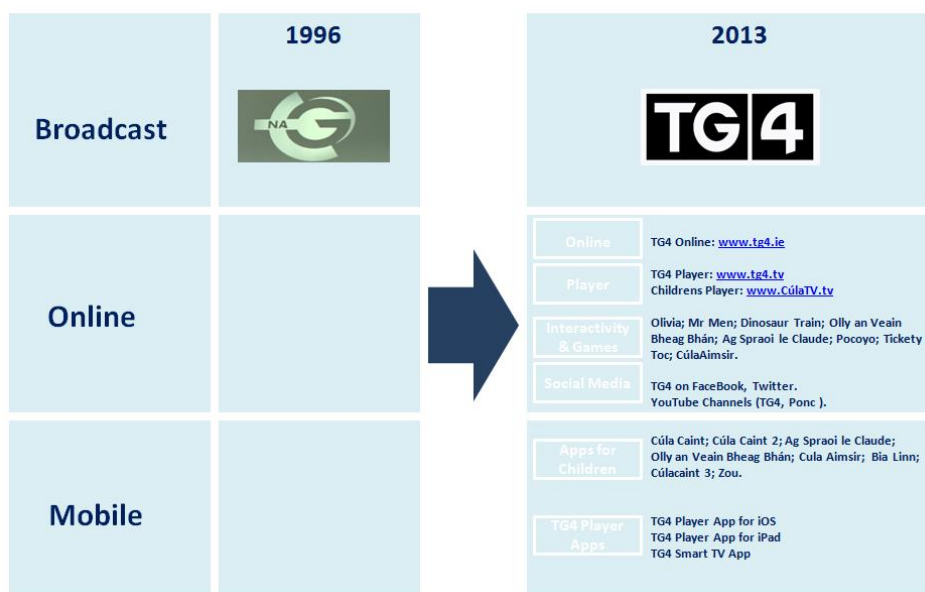 1996
2013
Broadcast
NA
G
TG4
Online
Online
TG4 Online: www.tg4.ie
Player
TG4 Player: www.tg4.tv
Childrens Player: www.CúlaTV.tv
Interactivity
& Games
Olivia; Mr Men; Dinosaur Train; Olly an Veain
Bheag Bhán; Ag Spraoi le Claude; Pocoyo; Tickety
Toc; CúlaAimsir.
Social Media
TG4 on FaceBook, Twitter.
YouTube Channels (TG4, Ponc ).
Mobile
Apps for
Children
Cúla Caint; Cúla Caint 2; Ag Spraoi le Claude;
Olly an Veain Bheag Bhán; Cula Aimsir; Bia Linn;
Cúlacaint 3; Zou.
TG4 Player
Apps
TG4 Player App for iOS
TG4 Player App for iPad
TG4 Smart TV App